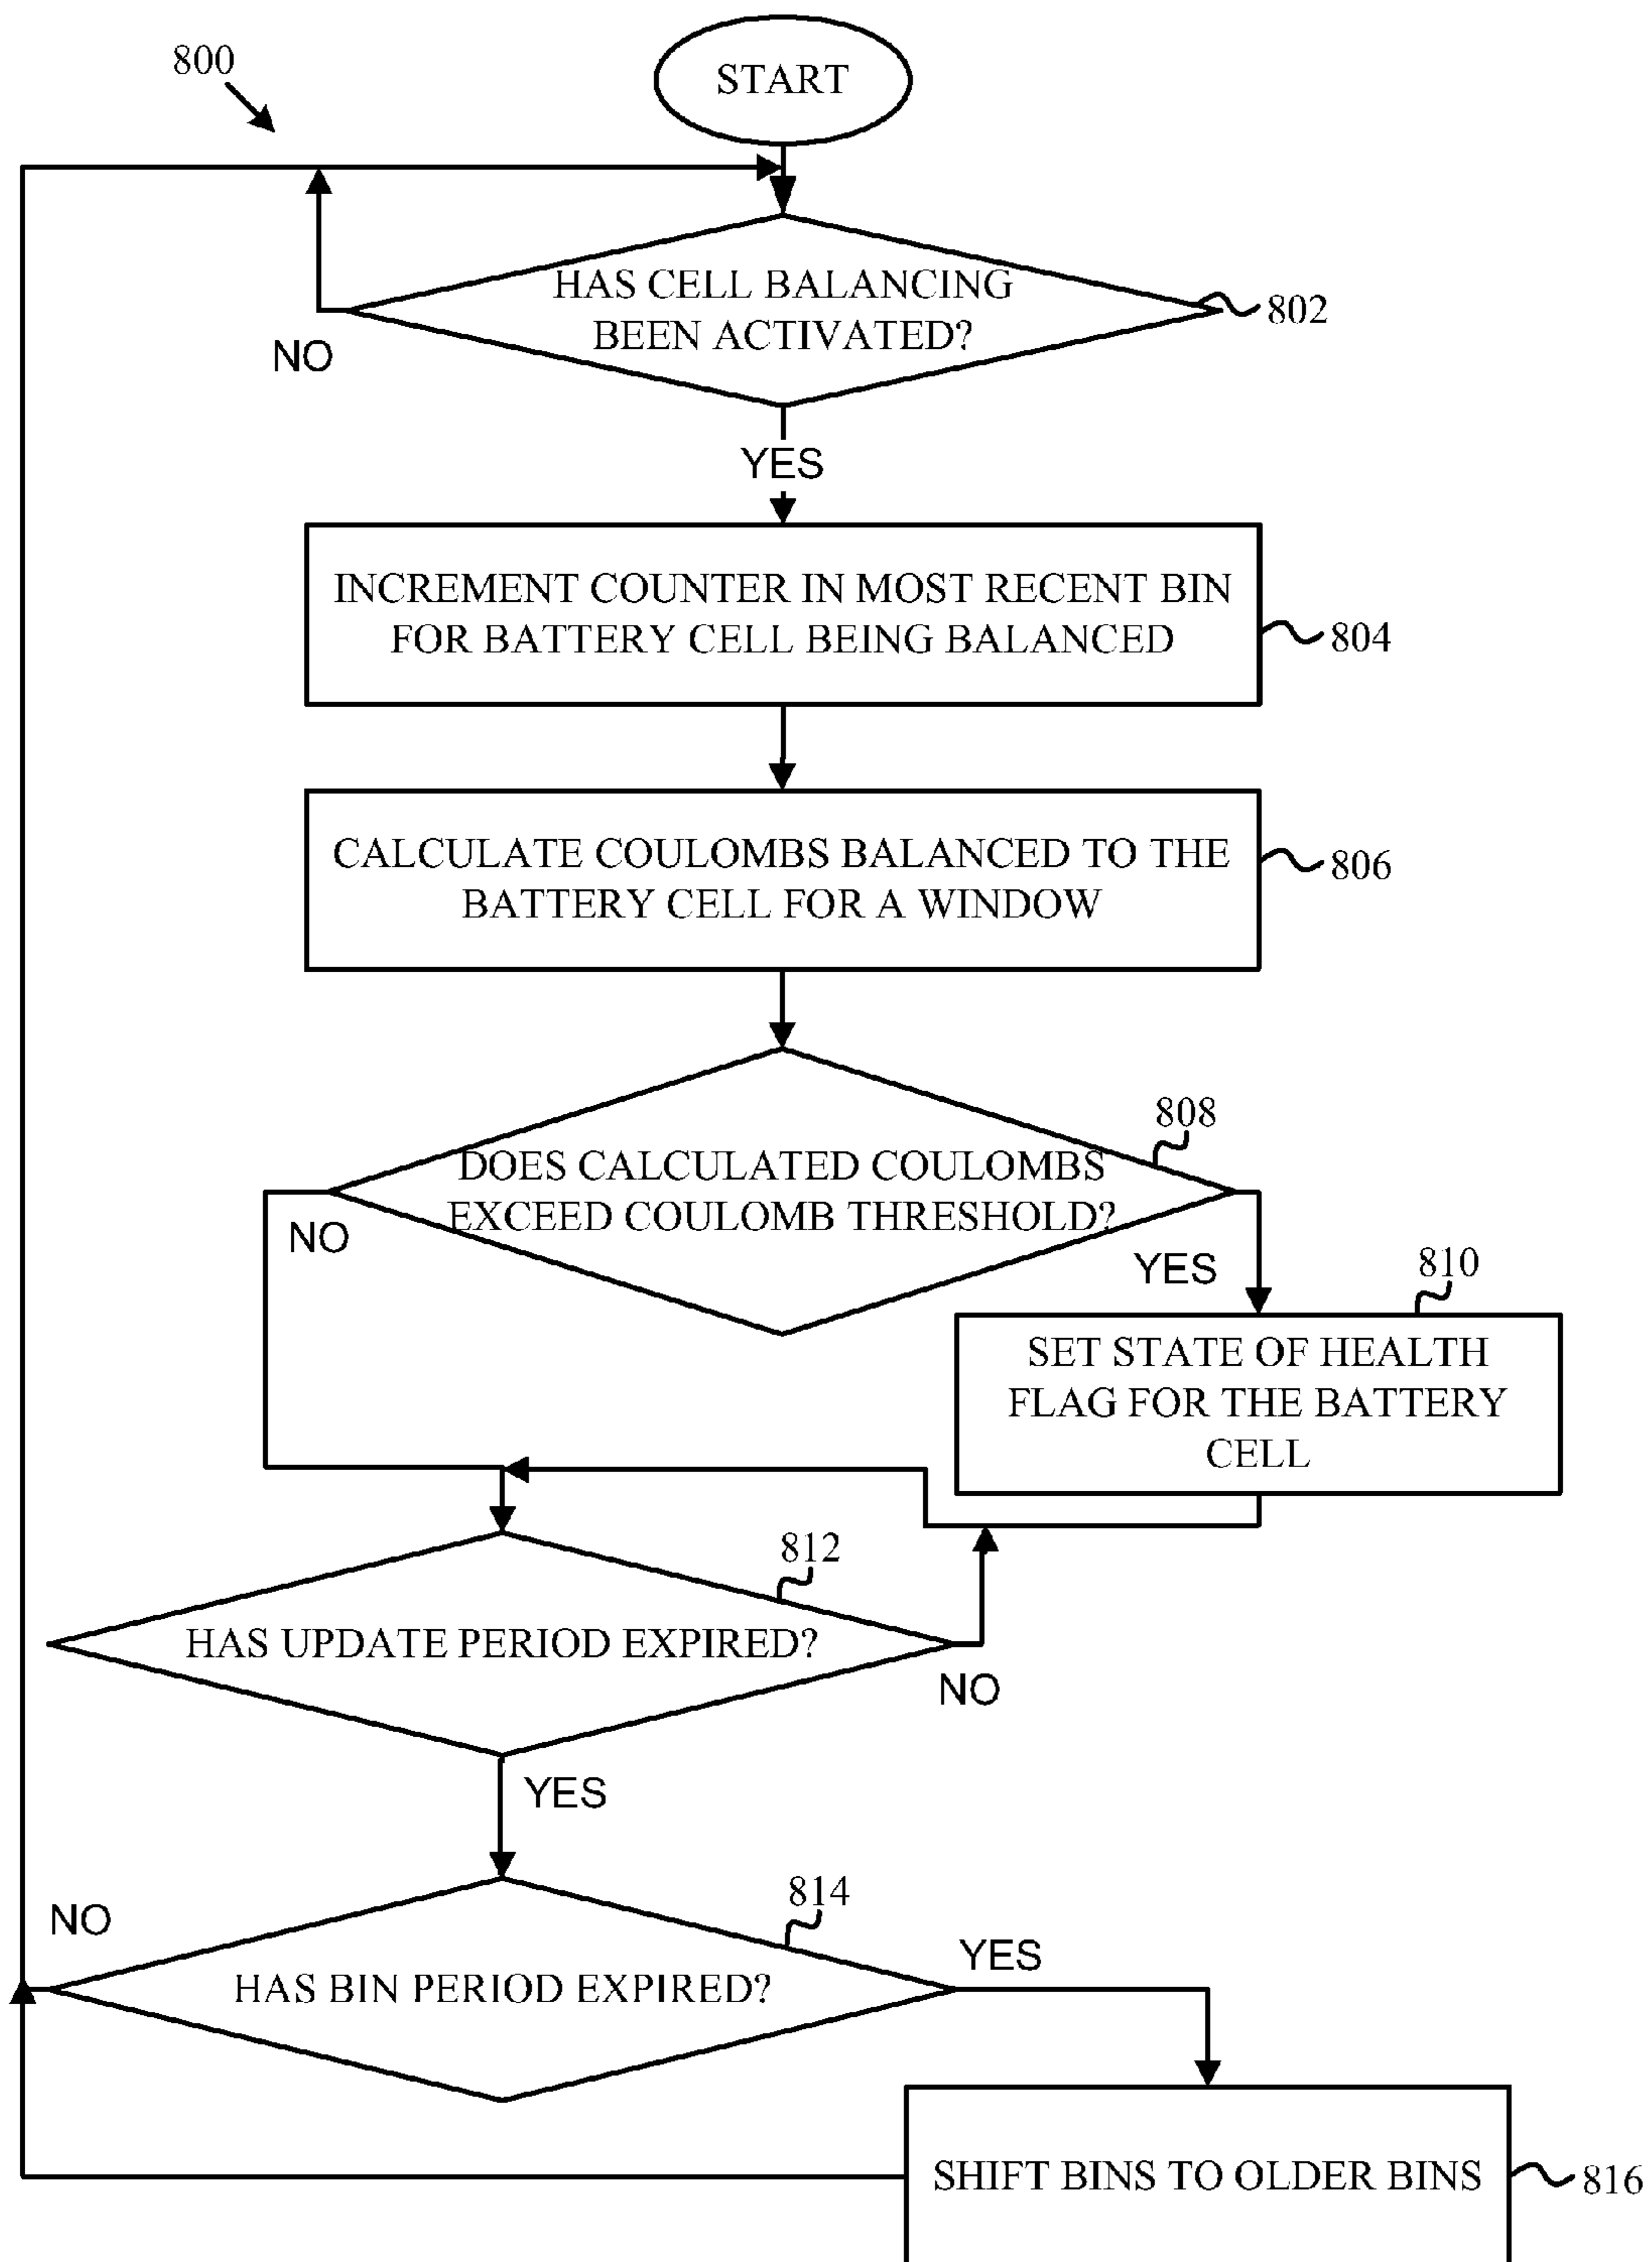 800
START
HAS CELL BALANCING
BEEN ACTIVATED?
802
NO
YES
INCREMENT COUNTER IN MOST RECENT BIN
FOR BATTERY CELL BEING BALANCED
804
CALCULATE COULOMBS BALANCED TO THE
BATTERY CELL FOR A WINDOW
806
808
DOES CALCULATED COULOMBS
EXCEED COULOMB THRESHOLD?
NO
YES
810
SET STATE OF HEALTH
FLAG FOR THE BATTERY
CELL
812
HAS UPDATE PERIOD EXPIRED?
NO
YES
814
NO
YES
HAS BIN PERIOD EXPIRED?
SHIFT BINS TO OLDER BINS
816